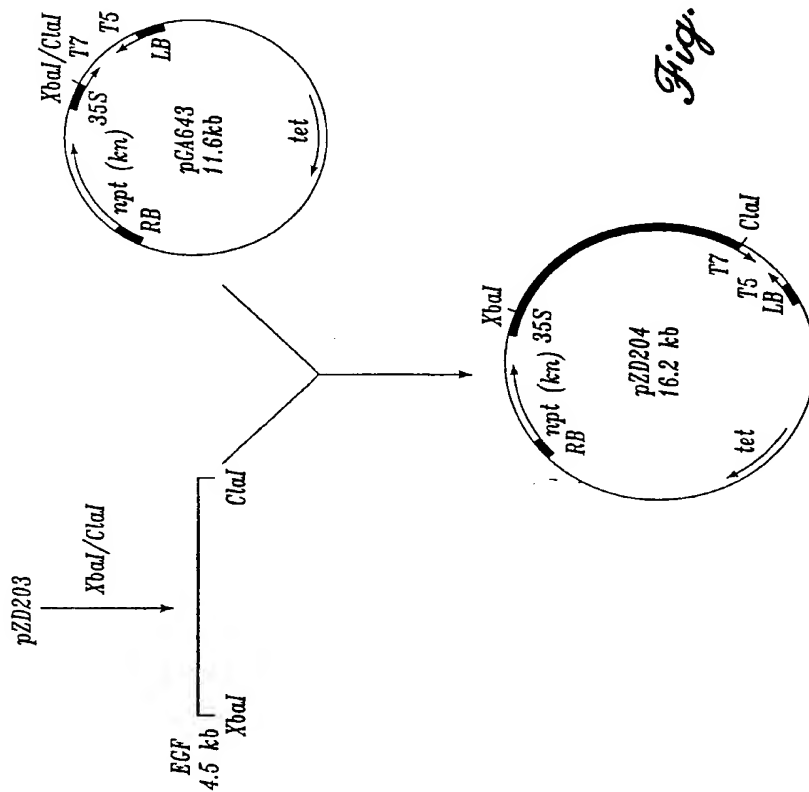 pZD203
XbaI/ClaI
EGF
4.5 kb
XbaI
ClaI
XbaI/ClaI
T7
T5
LB
35S
npt (kn)
RB
pGA643
11.6kb
tet
XbaI
35S
npt (kn)
RB
pZD204
16.2 kb
ClaI
T7
T5
LB
tet
Fig.